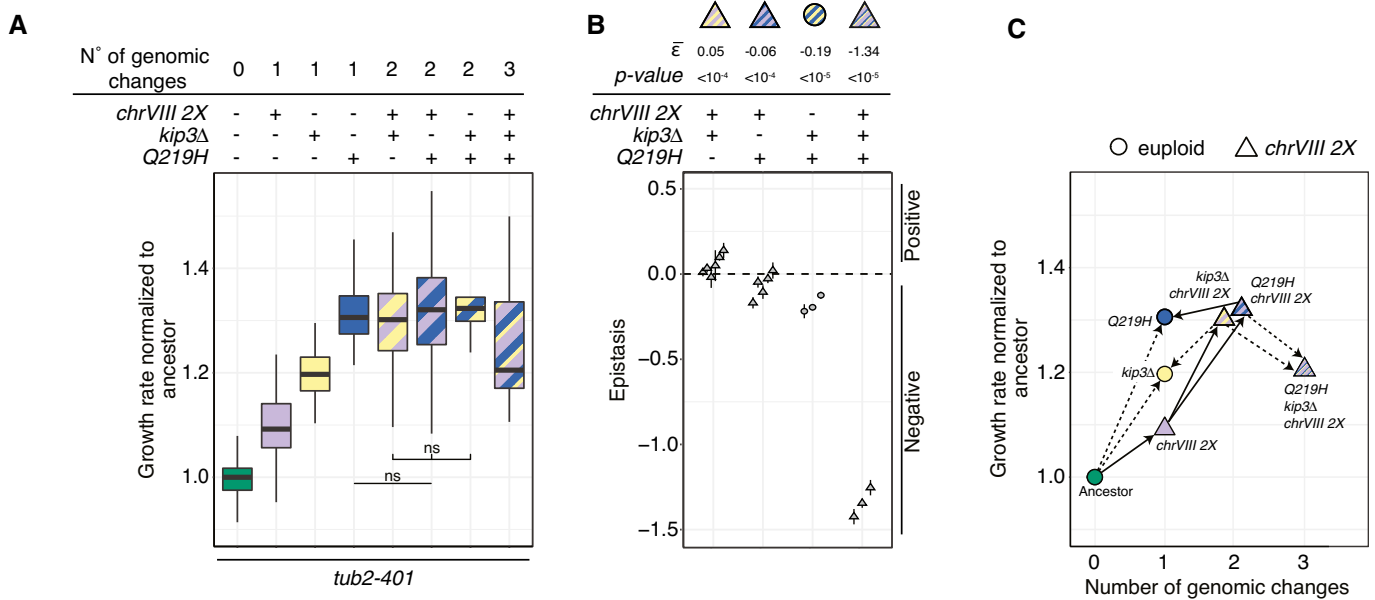 A
N° of genomic
changes
0 1 1 1 2 2 2 3
chrVIII 2X - + - - + + - +
kip3Δ - - + - + - + +
Q219H - - - + - + + +
Growth rate normalized to
ancestor
1.4
1.2
1.0
ns
ns
tub2-401
B
ε̅ 0.05 -0.06 -0.19 -1.34
p-value <10-4 <10-4 <10-5 <10-5
chrVIII 2X + + - +
kip3Δ + - + +
Q219H - + + +
Epistasis
0.5
0.0
−0.5
−1.0
−1.5
Positive
Negative
C
euploid chrVIII 2X
Growth rate normalized to
ancestor
1.4
1.2
1.0
kip3Δ
chrVIII 2X
Q219H
chrVIII 2X
Q219H
kip3Δ
chrVIII 2X
Q219H
kip3Δ
chrVIII 2X
Ancestor
0 1 2 3
Number of genomic changes